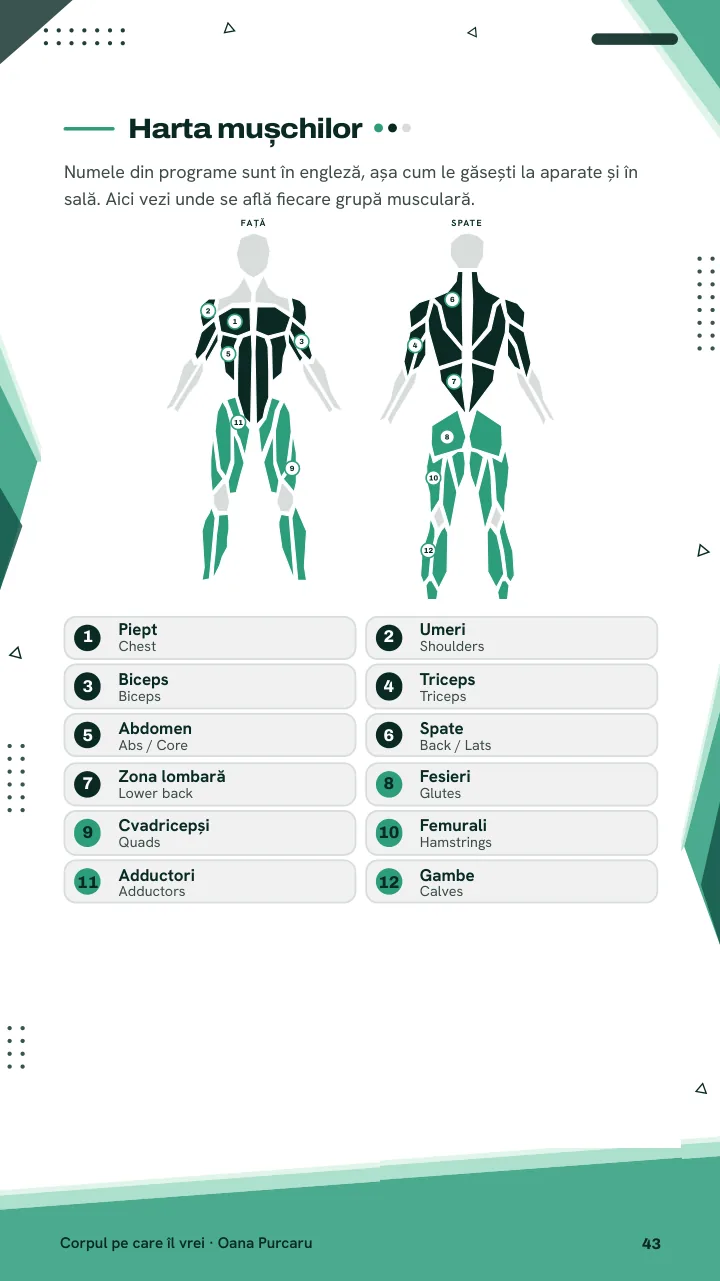 Harta mușchilor
Numele din programe sunt în engleză, așa cum le găsești la aparate și în
sală. Aici vezi unde se află fiecare grupă musculară.
FAȚĂ
SPATE
2
1
3
5
11
9
6
4
7
8
10
12
1 Piept
Chest
2 Umeri
Shoulders
3 Biceps
Biceps
4 Triceps
Triceps
5 Abdomen
Abs / Core
6 Spate
Back / Lats
7 Zona lombară
Lower back
8 Fesieri
Glutes
9 Cvadricepși
Quads
10 Femurali
Hamstrings
11 Adductori
Adductors
12 Gambe
Calves
Corpul pe care îl vrei · Oana Purcaru
43